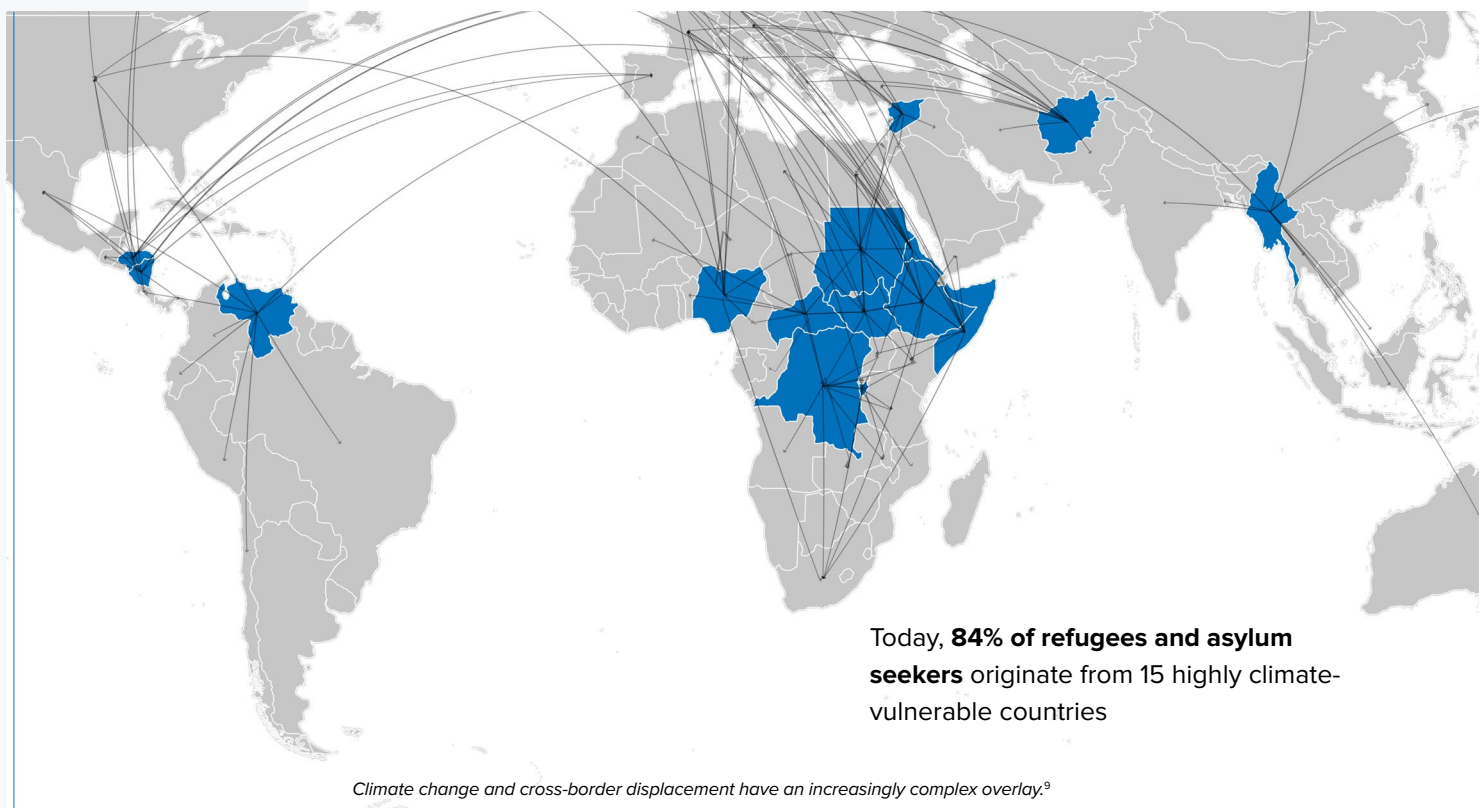 Today, 84% of refugees and asylum
seekers originate from 15 highly climate-
vulnerable countries
Climate change and cross-border displacement have an increasingly complex overlay.⁹